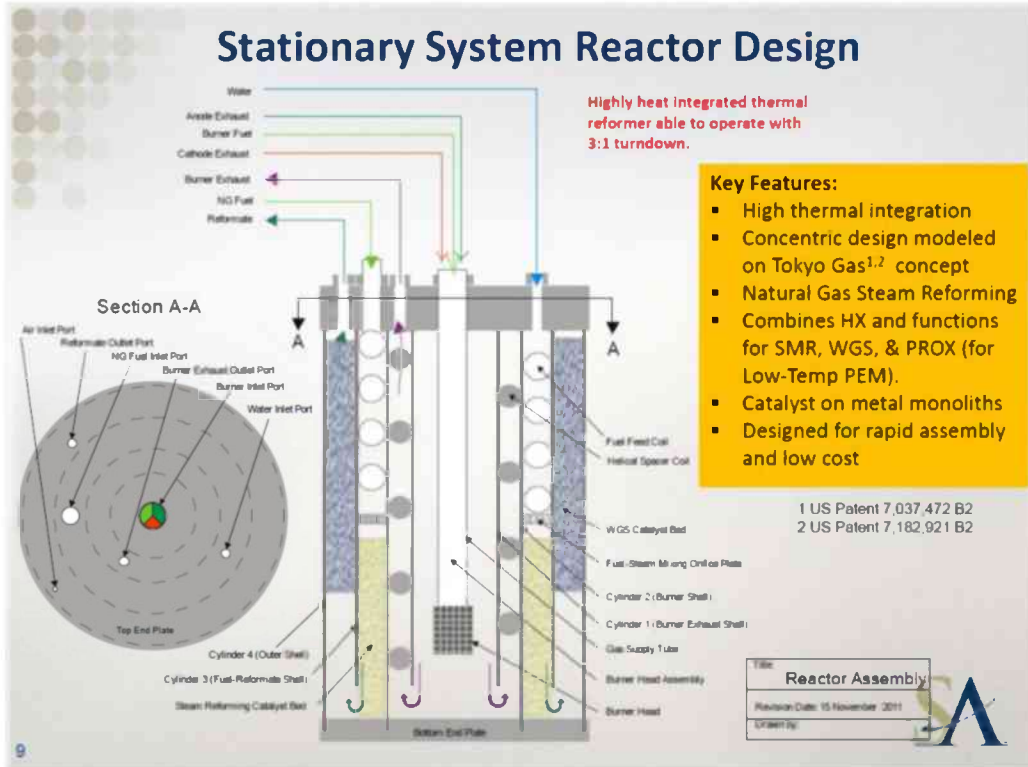 Stationary System Reactor Design
Water
Anode Exhaust
Burner Fuel
Cathode Exhaust
Burner Exhaust
NG Fuel
Reformate
Highly heat integrated thermal
reformer able to operate with
3:1 turndown.
Key Features:
▪ High thermal integration
▪ Concentric design modeled
on Tokyo Gas1,2 concept
▪ Natural Gas Steam Reforming
▪ Combines HX and functions
for SMR, WGS, & PROX (for
Low-Temp PEM).
▪ Catalyst on metal monoliths
▪ Designed for rapid assembly
and low cost
1 US Patent 7,037,472 B2
2 US Patent 7,182,921 B2
Section A-A
Air Inlet Port
Reformate Outlet Port
NG Fuel Inlet Port
Burner Exhaust Outlet Port
Burner Inlet Port
Water Inlet Port
Top End Plate
A
A
Fuel Feed Coil
Helical Spacer Coil
WGS Catalyst Bed
Fuel-Steam Mixing Orifice Plate
Cylinder 2 (Burner Shell)
Cylinder 1 (Burner Exhaust Shell)
Gas Supply Tube
Burner Head Assembly
Burner Head
Cylinder 4 (Outer Shell)
Cylinder 3 (Fuel-Reformate Shell)
Steam Reforming Catalyst Bed
Bottom End Plate
Title:
Reactor Assembly
Revision Date: 15 November 2011
Drawn by:
SA
9